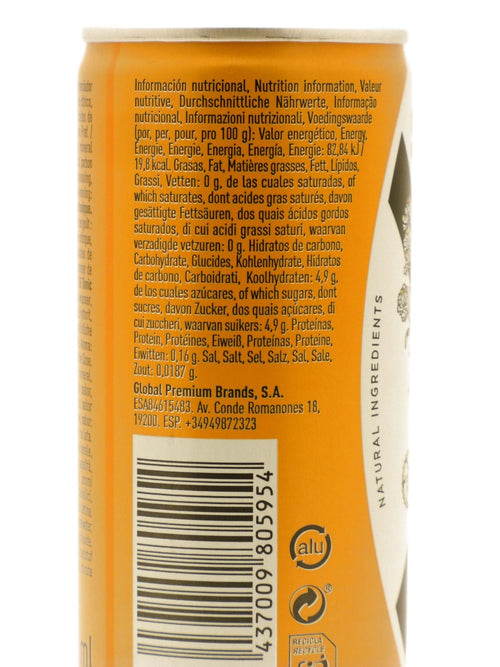 Información nutricional, Nutrition information, Valeur
nutritive, Durchschnittliche Nährwerte, Informação
nutricional, Informazioni nutrizionali, Voedingswaarde
(por, per, pour, pro 100 g): Valor energético, Energy,
Énergie, Energie, Energia, Energía, Energie: 82,84 kJ/
19,8 kcal. Grasas, Fat, Matières grasses, Fett, Lípidos,
Grassi, Vetten: 0 g, de las cuales saturadas, of
which saturates, dont acides gras saturés, davon
gesättigte Fettsäuren, dos quais ácidos gordos
saturados, di cui acidi grassi saturi, waarvan
verzadigde vetzuren: 0 g. Hidratos de carbono,
Carbohydrate, Glucides, Kohlenhydrate, Hidratos
de carbono, Carboidrati, Koolhydraten: 4,9 g,
de los cuales azúcares, of which sugars, dont
sucres, davon Zucker, dos quais açúcares, di
cui zuccheri, waarvan suikers: 4,9 g. Proteínas,
Protein, Protéines, Eiweiß, Proteínas, Proteine,
Eiwitten: 0,16 g. Sal, Salt, Sel, Salz, Sal, Sale,
Zout: 0,0187 g.
Global Premium Brands, S.A.
ESA84615483. Av. Conde Romanones 18,
19200. ESP. +34949872323
437009 805954
alu
RECICLA
RECYCLE
NATURAL INGREDIENTS
ml